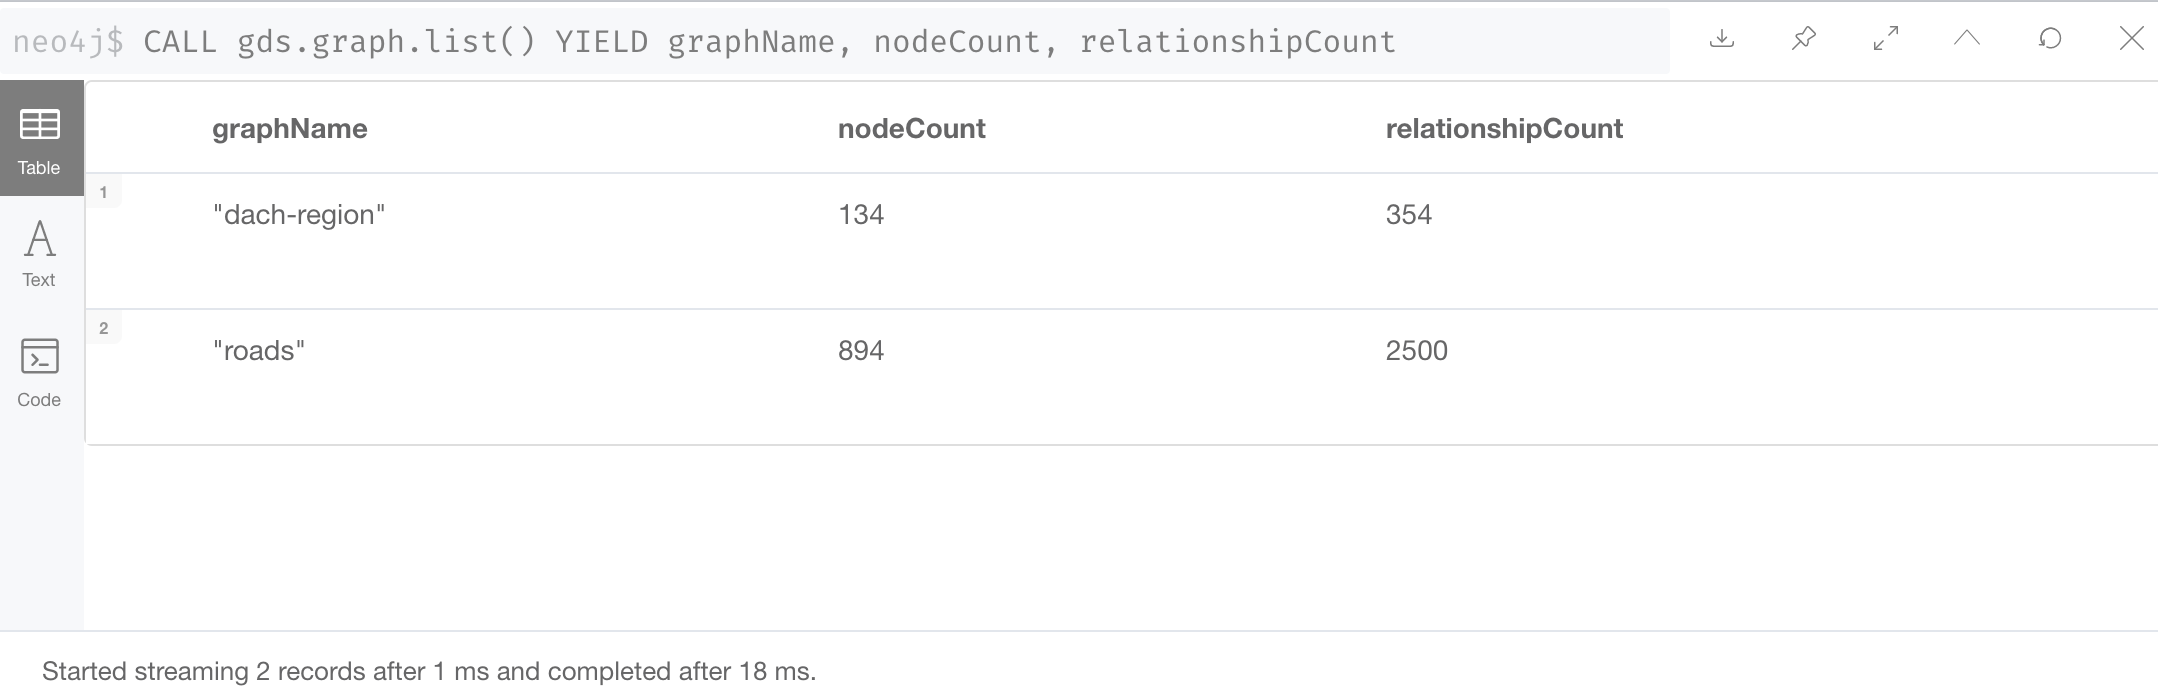 neo4j$ CALL gds.graph.list() YIELD graphName, nodeCount, relationshipCount
Table
Text
Code
graphName nodeCount relationshipCount
1 "dach-region" 134 354
2 "roads" 894 2500
Started streaming 2 records after 1 ms and completed after 18 ms.